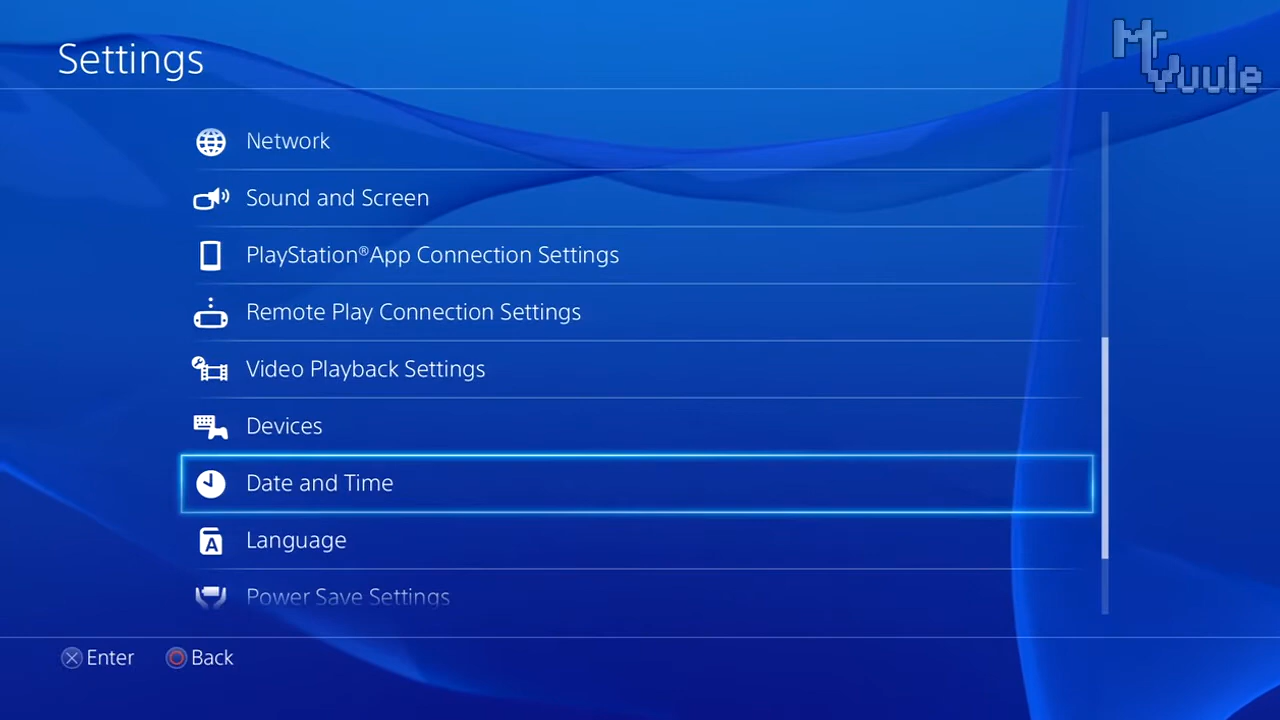 Settings
Mr
Vuule
Network
Sound and Screen
PlayStation®App Connection Settings
Remote Play Connection Settings
Video Playback Settings
Devices
Date and Time
Language
Power Save Settings
Enter Back